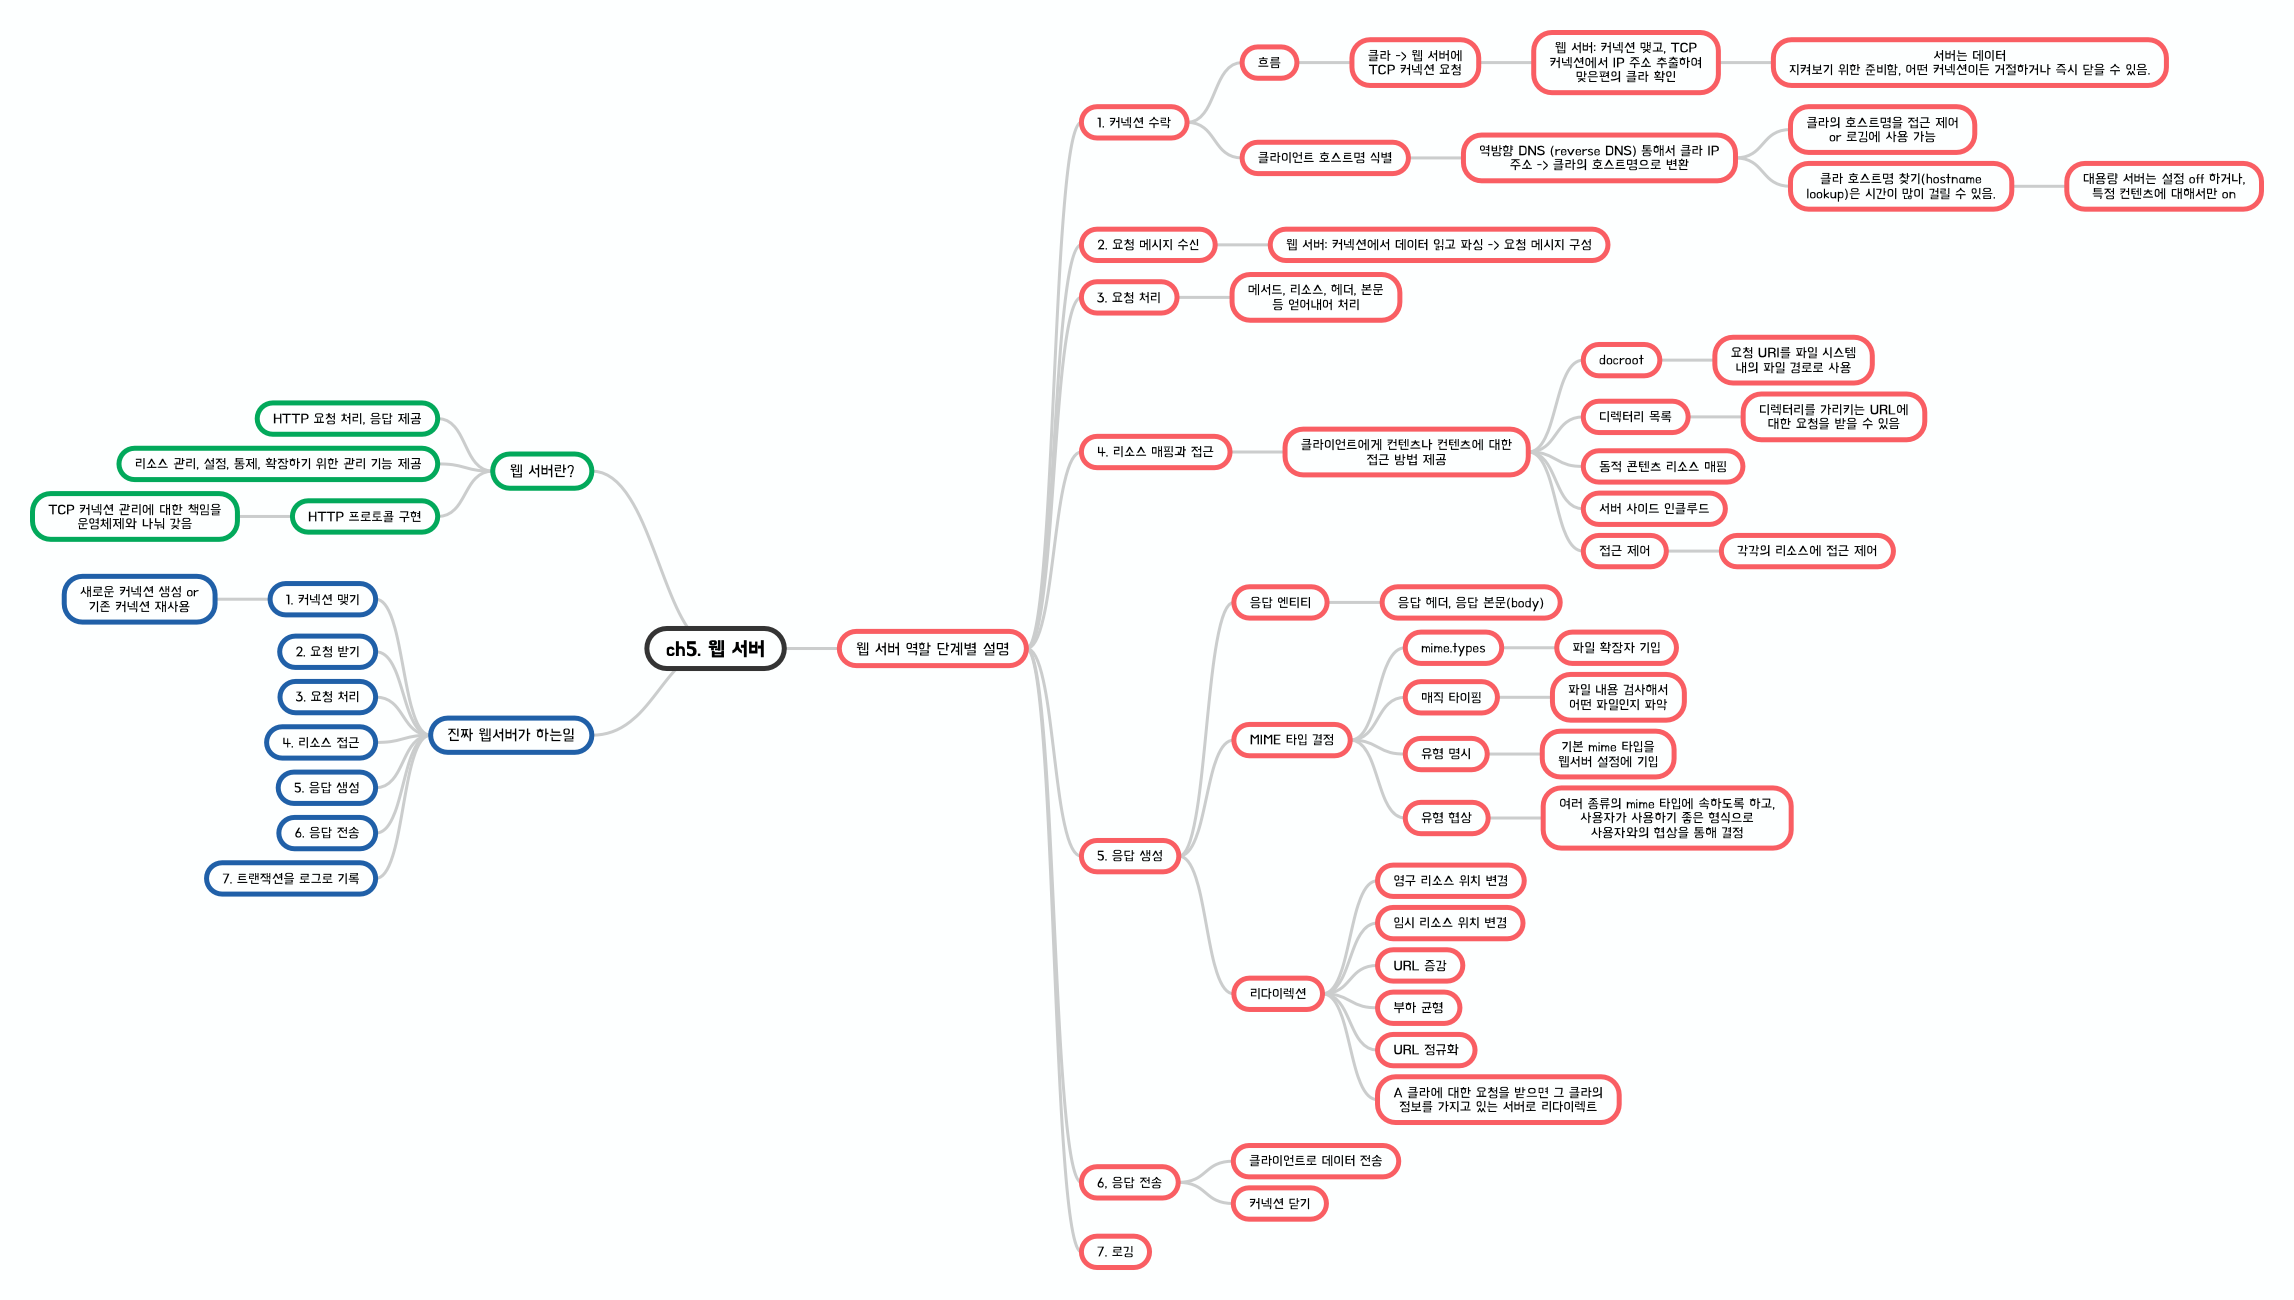 ch5. 웹 서버
웹 서버란?
HTTP 요청 처리, 응답 제공
리소스 관리, 설정, 통제, 확장하기 위한 관리 기능 제공
HTTP 프로토콜 구현
TCP 커넥션 관리에 대한 책임을
운영체제와 나눠 갖음
진짜 웹서버가 하는일
1. 커넥션 맺기
새로운 커넥션 생성 or
기존 커넥션 재사용
2. 요청 받기
3. 요청 처리
4. 리소스 접근
5. 응답 생성
6. 응답 전송
7. 트랜잭션을 로그로 기록
웹 서버 역할 단계별 설명
1. 커넥션 수락
흐름
클라 -> 웹 서버에
TCP 커넥션 요청
웹 서버: 커넥션 맺고, TCP
커넥션에서 IP 주소 추출하여
맞은편의 클라 확인
서버는 데이터
지켜보기 위한 준비함, 어떤 커넥션이든 거절하거나 즉시 닫을 수 있음.
클라이언트 호스트명 식별
역방향 DNS (reverse DNS) 통해서 클라 IP
주소 -> 클라의 호스트명으로 변환
클라의 호스트명을 접근 제어
or 로깅에 사용 가능
클라 호스트명 찾기(hostname
lookup)은 시간이 많이 걸릴 수 있음.
대용량 서버는 설정 off 하거나,
특정 컨텐츠에 대해서만 on
2. 요청 메시지 수신
웹 서버: 커넥션에서 데이터 읽고 파싱 -> 요청 메시지 구성
3. 요청 처리
메서드, 리소스, 헤더, 본문
등 얻어내어 처리
4. 리소스 매핑과 접근
클라이언트에게 컨텐츠나 컨텐츠에 대한
접근 방법 제공
docroot
요청 URI를 파일 시스템
내의 파일 경로로 사용
디렉터리 목록
디렉터리를 가리키는 URL에
대한 요청을 받을 수 있음
동적 콘텐츠 리소스 매핑
서버 사이드 인클루드
접근 제어
각각의 리소스에 접근 제어
5. 응답 생성
응답 엔티티
응답 헤더, 응답 본문(body)
MIME 타입 결정
mime.types
파일 확장자 기입
매직 타이핑
파일 내용 검사해서
어떤 파일인지 파악
유형 명시
기본 mime 타입을
웹서버 설정에 기입
유형 협상
여러 종류의 mime 타입에 속하도록 하고,
사용자가 사용하기 좋은 형식으로
사용자와의 협상을 통해 결정
리다이렉션
영구 리소스 위치 변경
임시 리소스 위치 변경
URL 증감
부하 균형
URL 정규화
A 클라에 대한 요청을 받으면 그 클라의
정보를 가지고 있는 서버로 리다이렉트
6, 응답 전송
클라이언트로 데이터 전송
커넥션 닫기
7. 로깅